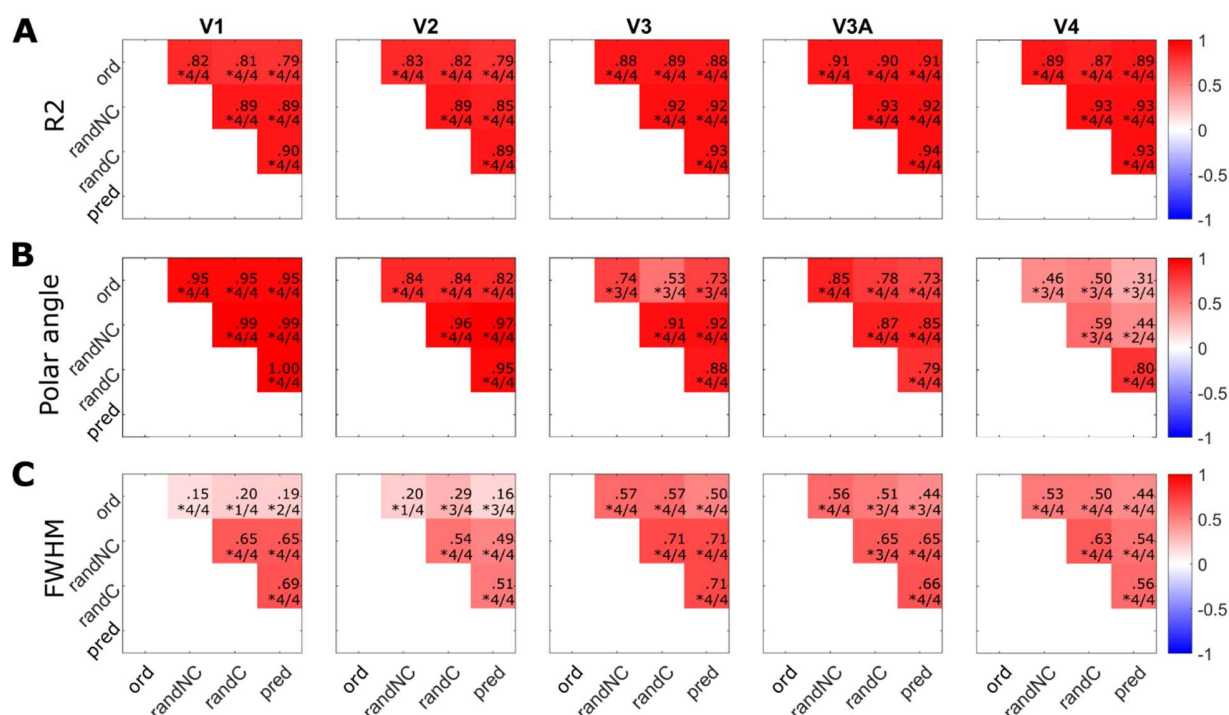 V1 V2 V3 V3A V4
A
R2
ord .82 .81 .79 .83 .82 .79 .88 .89 .88 .91 .90 .91 .89 .87 .89 1
*4/4 *4/4 *4/4 *4/4 *4/4 *4/4 *4/4 *4/4 *4/4 *4/4 *4/4 *4/4 *4/4 *4/4 *4/4
randNC .89 .89 .89 .85 .92 .92 .93 .92 .93 .93 0.5
*4/4 *4/4 *4/4 *4/4 *4/4 *4/4 *4/4 *4/4 *4/4 *4/4 0
randC .90 .89 .93 .94 .93
*4/4 *4/4 *4/4 *4/4 *4/4 -0.5
pred -1
B
Polar angle
ord .95 .95 .95 .84 .84 .82 .74 .53 .73 .85 .78 .73 .46 .50 .31 1
*4/4 *4/4 *4/4 *4/4 *4/4 *4/4 *3/4 *3/4 *3/4 *4/4 *4/4 *4/4 *3/4 *3/4 *3/4
randNC .99 .99 .96 .97 .91 .92 .87 .85 .59 .44 0.5
*4/4 *4/4 *4/4 *4/4 *4/4 *4/4 *4/4 *4/4 *3/4 *2/4 0
randC 1.00 .95 .88 .79 .80
*4/4 *4/4 *4/4 *4/4 *4/4 -0.5
pred -1
C
FWHM
ord .15 .20 .19 .20 .29 .16 .57 .57 .50 .56 .51 .44 .53 .50 .44 1
*4/4 *1/4 *2/4 *1/4 *3/4 *3/4 *4/4 *4/4 *4/4 *4/4 *3/4 *3/4 *4/4 *4/4 *4/4
randNC .65 .65 .54 .49 .71 .71 .65 .65 .63 .54 0.5
*4/4 *4/4 *4/4 *4/4 *4/4 *4/4 *3/4 *4/4 *4/4 *4/4 0
randC .69 .51 .71 .66 .56
*4/4 *4/4 *4/4 *4/4 *4/4 -0.5
pred -1
ord randNC randC pred ord randNC randC pred ord randNC randC pred ord randNC randC pred ord randNC randC pred